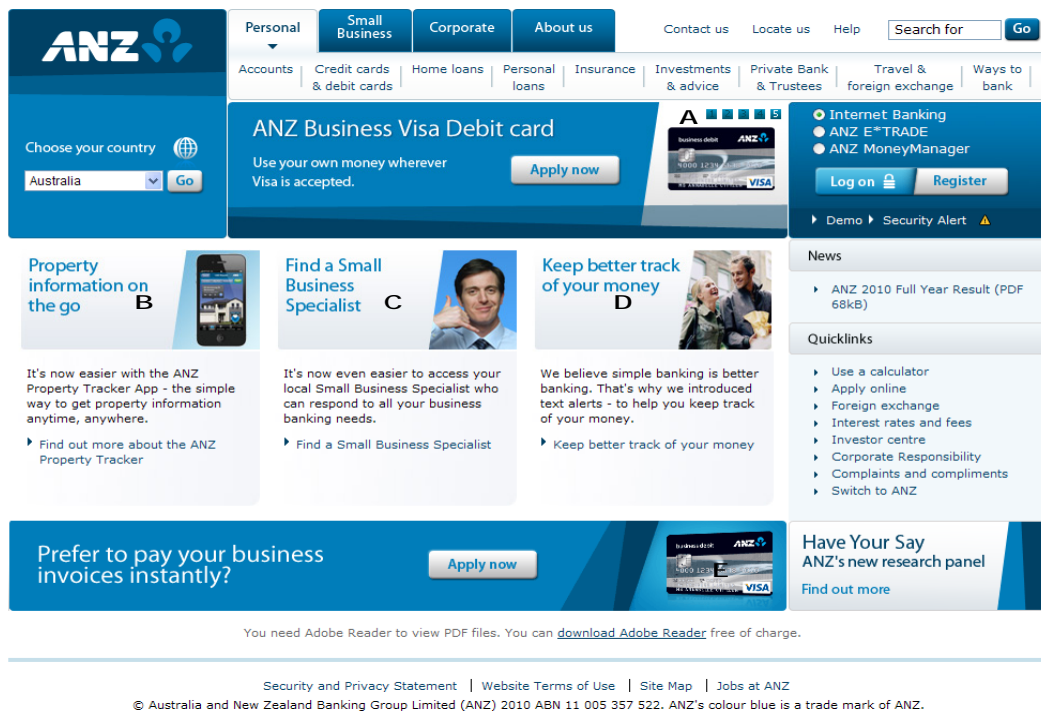 ANZ
Personal
Small Business
Corporate
About us
Contact us
Locate us
Help
Search for
Go
Accounts
Credit cards & debit cards
Home loans
Personal loans
Insurance
Investments & advice
Private Bank & Trustees
Travel & foreign exchange
Ways to bank
Choose your country
Australia
Go
ANZ Business Visa Debit card
Use your own money wherever
Visa is accepted.
Apply now
A
5
business debit ANZ
VISA
Internet Banking
ANZ E*TRADE
ANZ MoneyManager
Log on
Register
Demo
Security Alert
Property
information on
the go
B
Find a Small
Business
Specialist
C
Keep better track
of your money
D
It's now easier with the ANZ
Property Tracker App - the simple
way to get property information
anytime, anywhere.
Find out more about the ANZ
Property Tracker
It's now even easier to access your
local Small Business Specialist who
can respond to all your business
banking needs.
Find a Small Business Specialist
We believe simple banking is better
banking. That's why we introduced
text alerts - to help you keep track
of your money.
Keep better track of your money
News
ANZ 2010 Full Year Result (PDF
68kB)
Quicklinks
Use a calculator
Apply online
Foreign exchange
Interest rates and fees
Investor centre
Corporate Responsibility
Complaints and compliments
Switch to ANZ
Prefer to pay your business
invoices instantly?
Apply now
business debit ANZ
E
VISA
Have Your Say
ANZ's new research panel
Find out more
You need Adobe Reader to view PDF files. You can download Adobe Reader free of charge.
Security and Privacy Statement | Website Terms of Use | Site Map | Jobs at ANZ
© Australia and New Zealand Banking Group Limited (ANZ) 2010 ABN 11 005 357 522. ANZ's colour blue is a trade mark of ANZ.